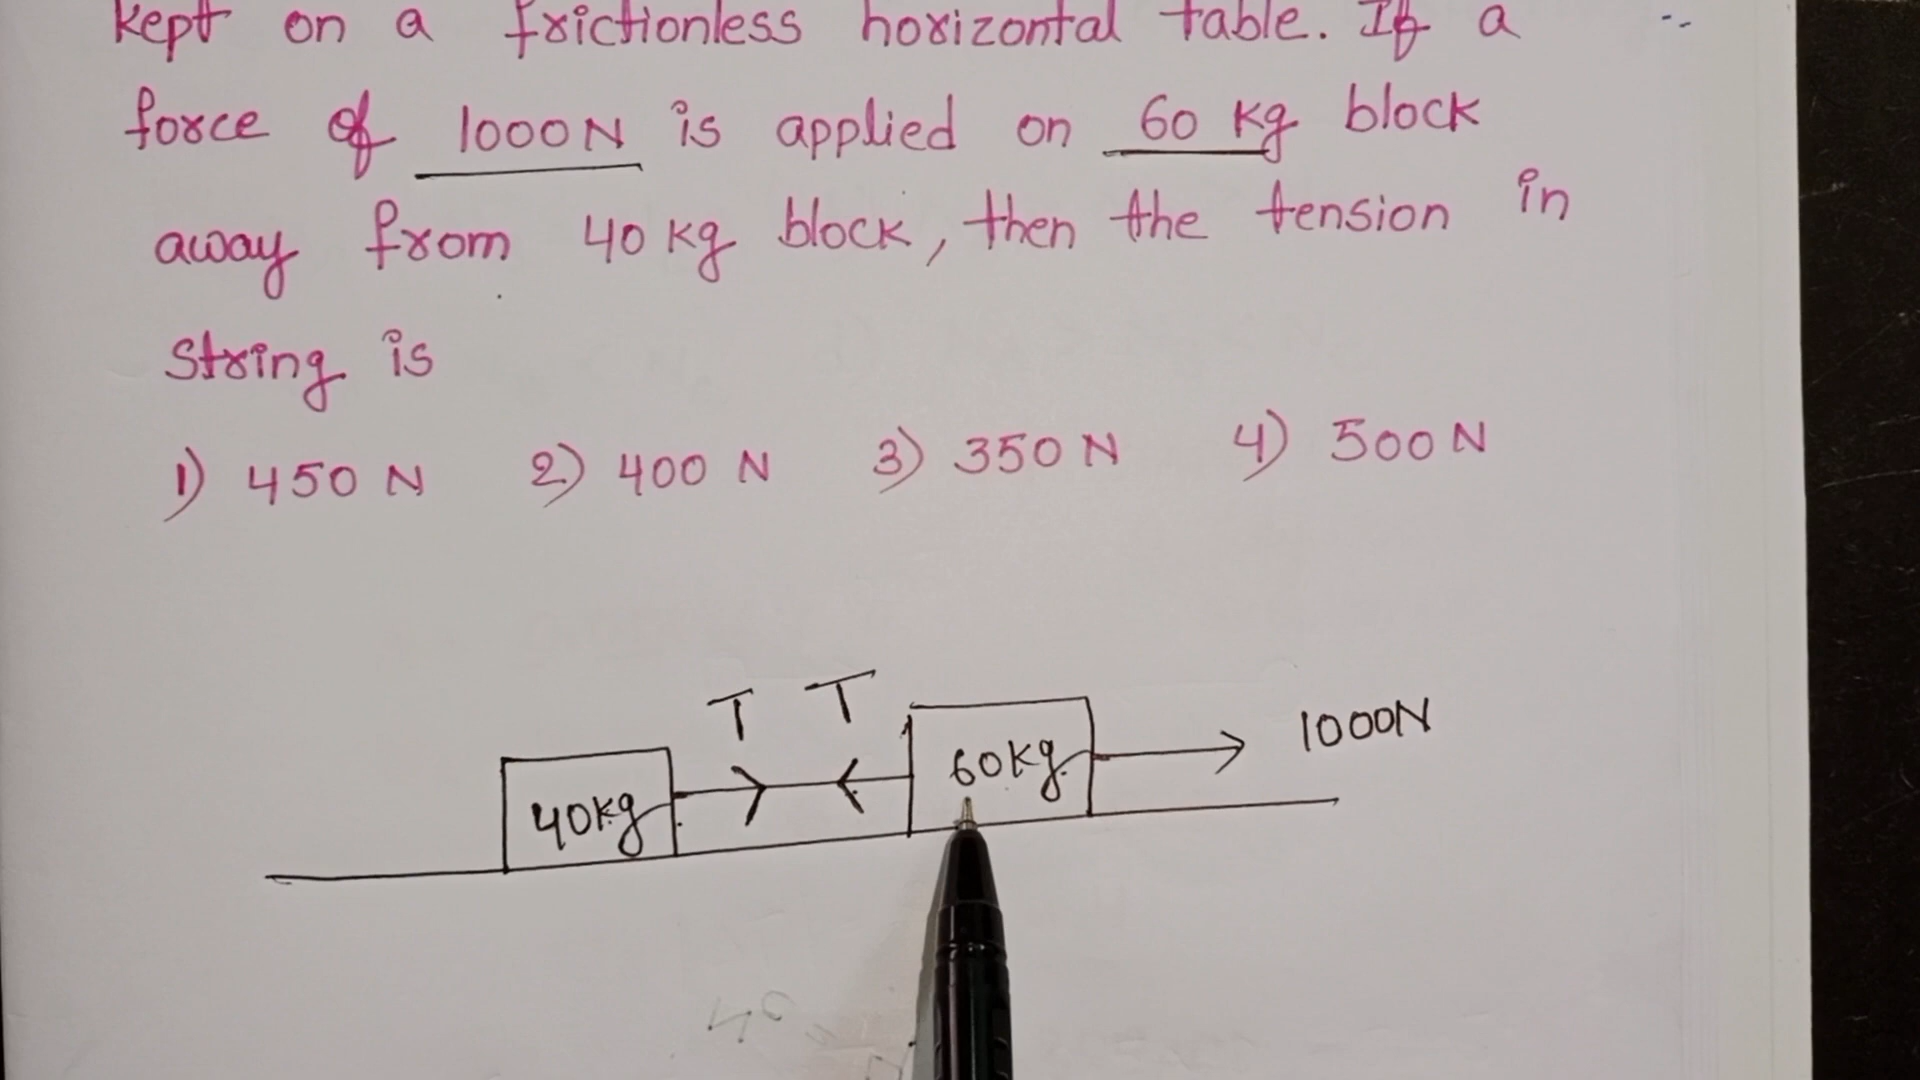 kept on a frictionless horizontal table. If a
force of 1000N is applied on 60 kg block
away from 40 kg block, then the tension in
string is
1) 450 N 2) 400 N 3) 350 N 4) 500 N
T T
40kg 60kg 1000N